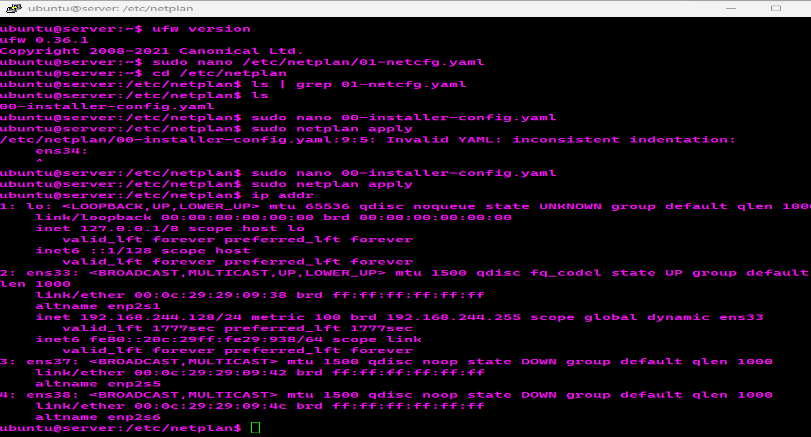 ubuntu@server: /etc/netplan
ubuntu@server:~$ ufw version
ufw 0.36.1
Copyright 2008-2021 Canonical Ltd.
ubuntu@server:~$ sudo nano /etc/netplan/01-netcfg.yaml
ubuntu@server:~$ cd /etc/netplan
ubuntu@server:/etc/netplan$ ls | grep 01-netcfg.yaml
ubuntu@server:/etc/netplan$ ls
00-installer-config.yaml
ubuntu@server:/etc/netplan$ sudo nano 00-installer-config.yaml
ubuntu@server:/etc/netplan$ sudo netplan apply
/etc/netplan/00-installer-config.yaml:9:5: Invalid YAML: inconsistent indentation:
    ens34:
    ^
ubuntu@server:/etc/netplan$ sudo nano 00-installer-config.yaml
ubuntu@server:/etc/netplan$ sudo netplan apply
ubuntu@server:/etc/netplan$ ip addr
1: lo: <LOOPBACK,UP,LOWER_UP> mtu 65536 qdisc noqueue state UNKNOWN group default qlen 1000
    link/loopback 00:00:00:00:00:00 brd 00:00:00:00:00:00
    inet 127.0.0.1/8 scope host lo
       valid_lft forever preferred_lft forever
    inet6 ::1/128 scope host
       valid_lft forever preferred_lft forever
2: ens33: <BROADCAST,MULTICAST,UP,LOWER_UP> mtu 1500 qdisc fq_codel state UP group default
len 1000
    link/ether 00:0c:29:29:09:38 brd ff:ff:ff:ff:ff:ff
    altname enp2s1
    inet 192.168.244.128/24 metric 100 brd 192.168.244.255 scope global dynamic ens33
       valid_lft 1777sec preferred_lft 1777sec
    inet6 fe80::20c:29ff:fe29:938/64 scope link
       valid_lft forever preferred_lft forever
3: ens37: <BROADCAST,MULTICAST> mtu 1500 qdisc noop state DOWN group default qlen 1000
    link/ether 00:0c:29:29:09:42 brd ff:ff:ff:ff:ff:ff
    altname enp2s5
4: ens38: <BROADCAST,MULTICAST> mtu 1500 qdisc noop state DOWN group default qlen 1000
    link/ether 00:0c:29:29:09:4c brd ff:ff:ff:ff:ff:ff
    altname enp2s6
ubuntu@server:/etc/netplan$